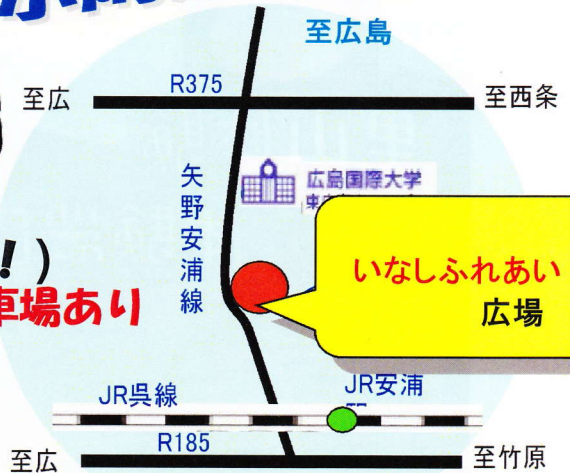 至広島
至広
R375
至西条
矢野安浦線
広島国際大学
いなしふれあい
広場
！）
車場あり
JR呉線
JR安浦
至広
R185
至竹原